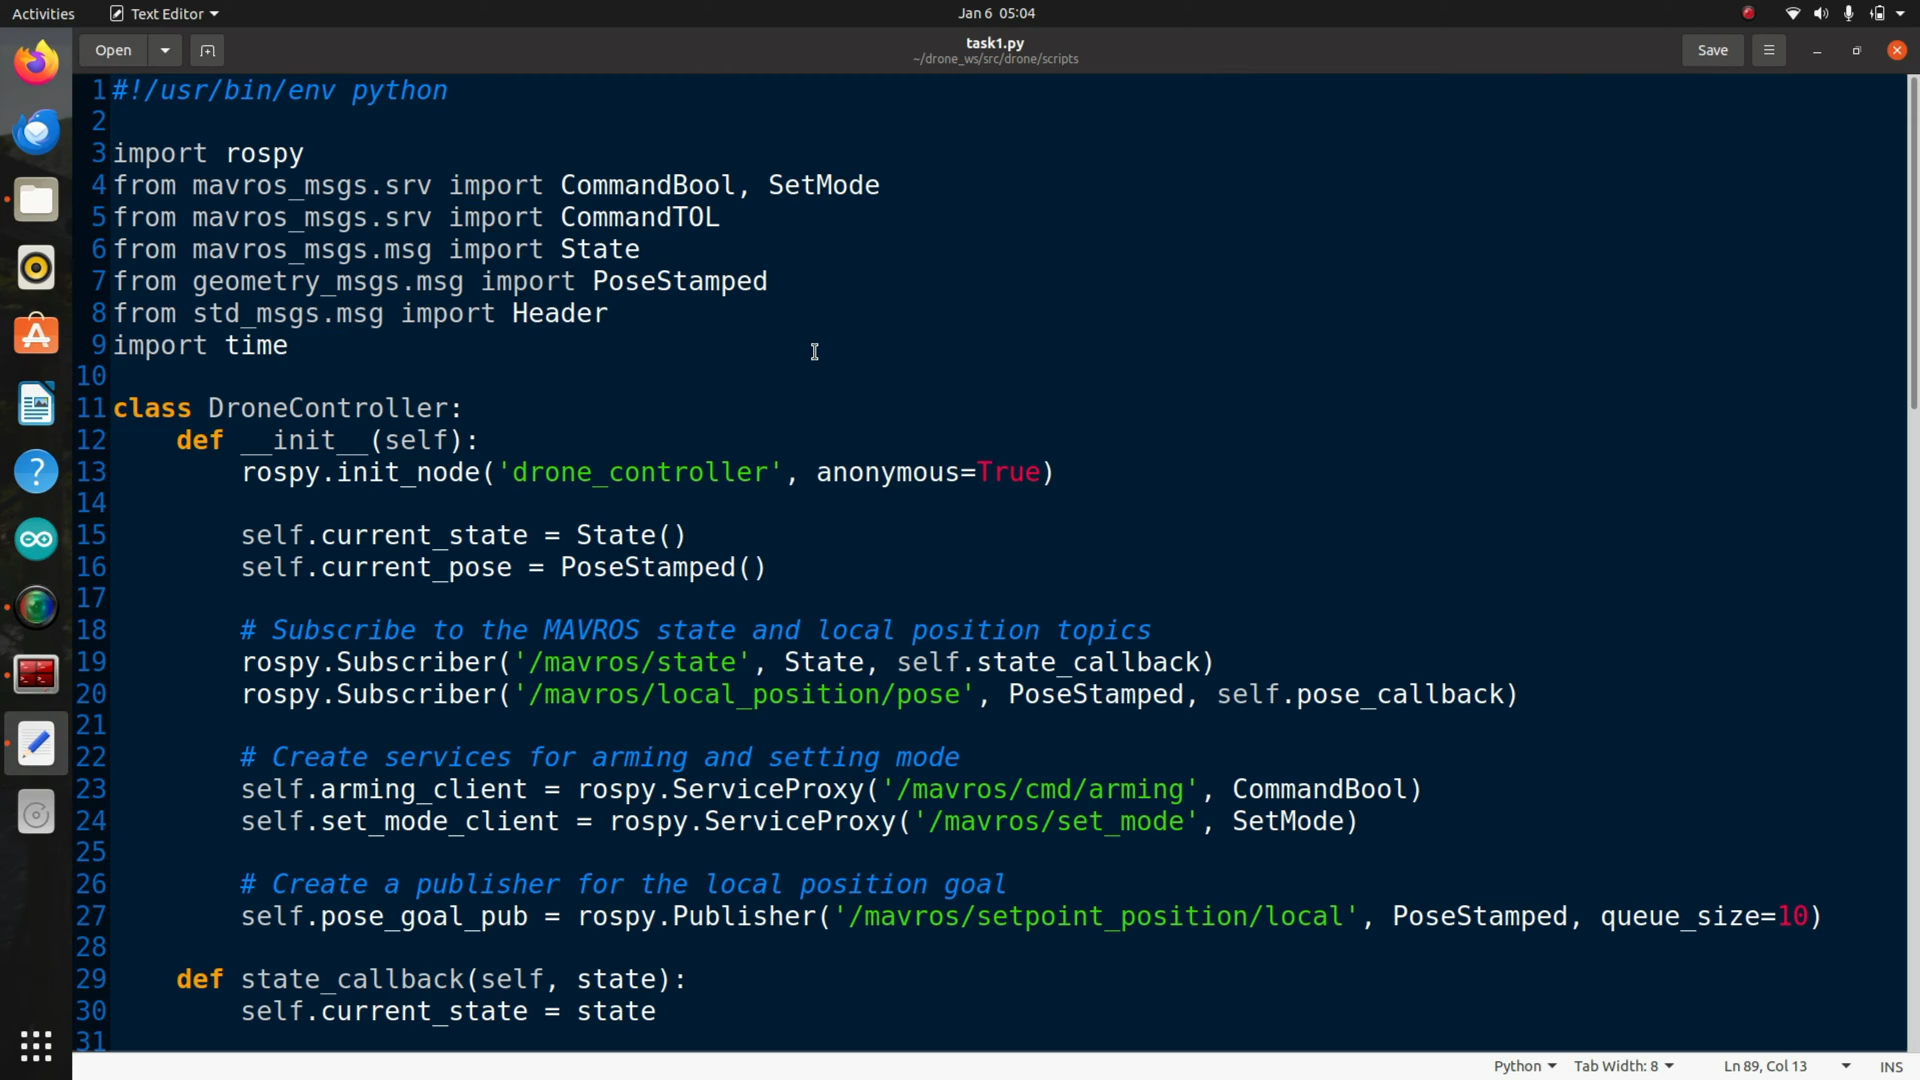 Activities
Text Editor
Jan 6 05:04
Open
task1.py
~/drone_ws/src/drone/scripts
Save
1 #!/usr/bin/env python
2
3 import rospy
4 from mavros_msgs.srv import CommandBool, SetMode
5 from mavros_msgs.srv import CommandTOL
6 from mavros_msgs.msg import State
7 from geometry_msgs.msg import PoseStamped
8 from std_msgs.msg import Header
9 import time
10
11 class DroneController:
12     def __init__(self):
13         rospy.init_node('drone_controller', anonymous=True)
14
15         self.current_state = State()
16         self.current_pose = PoseStamped()
17
18         # Subscribe to the MAVROS state and local position topics
19         rospy.Subscriber('/mavros/state', State, self.state_callback)
20         rospy.Subscriber('/mavros/local_position/pose', PoseStamped, self.pose_callback)
21
22         # Create services for arming and setting mode
23         self.arming_client = rospy.ServiceProxy('/mavros/cmd/arming', CommandBool)
24         self.set_mode_client = rospy.ServiceProxy('/mavros/set_mode', SetMode)
25
26         # Create a publisher for the local position goal
27         self.pose_goal_pub = rospy.Publisher('/mavros/setpoint_position/local', PoseStamped, queue_size=10)
28
29     def state_callback(self, state):
30         self.current_state = state
31
Python
Tab Width: 8
Ln 89, Col 13
INS